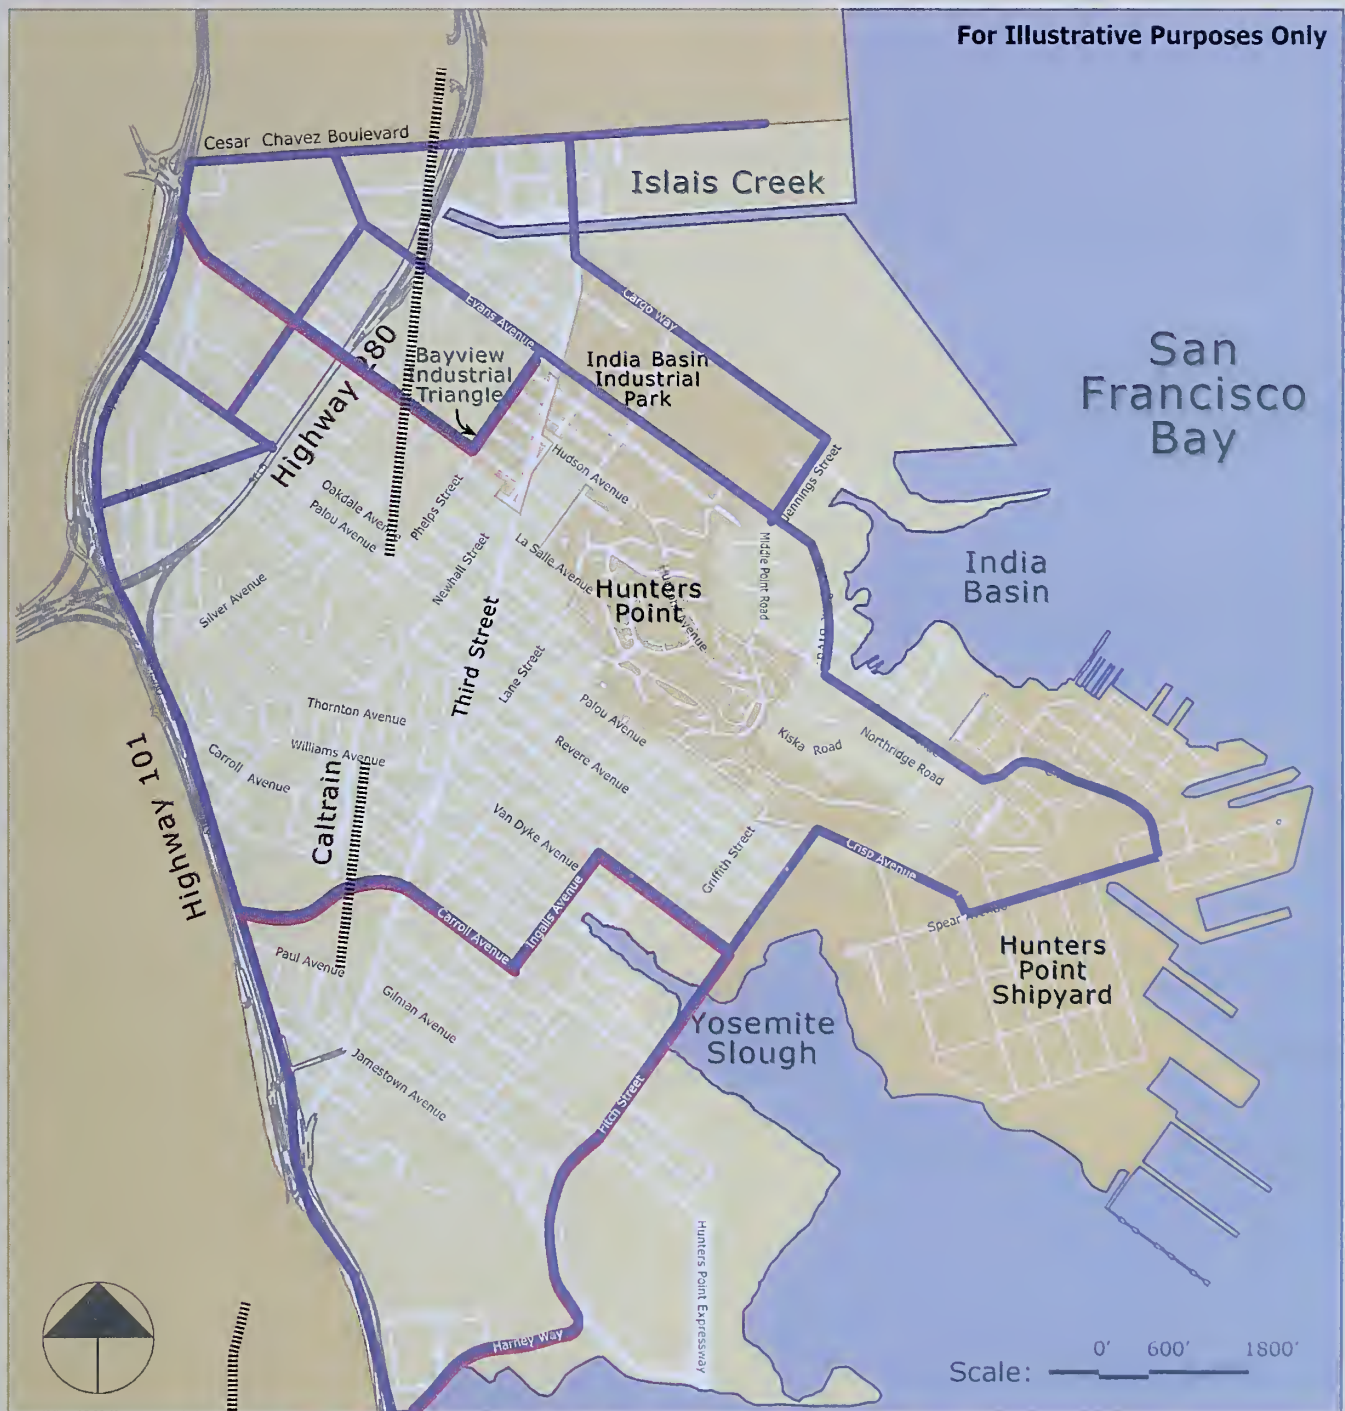 For Illustrative Purposes Only
Cesar Chavez Boulevard
Islais Creek
Cargo Way
Evans Avenue
San
Francisco
Bay
Highway 280
Bayview
Industrial
Triangle
India Basin
Industrial
Park
Hudson Avenue
Jennings Street
Oakdale Avenue
Palou Avenue
Phelps Street
Newhall Street
La Salle Avenue
Middle Point Road
India
Basin
Silver Avenue
Hunters
Point
Third Street
Lane Street
Thornton Avenue
Palou Avenue
Kiska Road
Northridge Road
Highway 101
Carroll Avenue
Williams Avenue
Revere Avenue
Caltrain
Van Dyke Avenue
Griffith Street
Crisp Avenue
Carroll Avenue
Ingalls Avenue
Spear Avenue
Hunters
Point
Shipyard
Paul Avenue
Gilman Avenue
Yosemite
Slough
Jamestown Avenue
Fitch Street
Hunters Point Expressway
Harney Way
Scale:
0' 600' 1800'